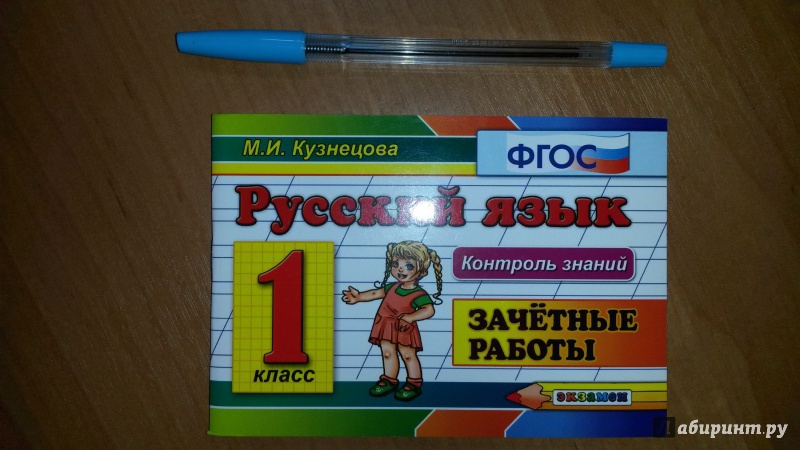 М.И. Кузнецова
ФГОС
Русский язык
1
класс
Контроль знаний
ЗАЧЁТНЫЕ
РАБОТЫ
экзамен
Лабиринт.ру